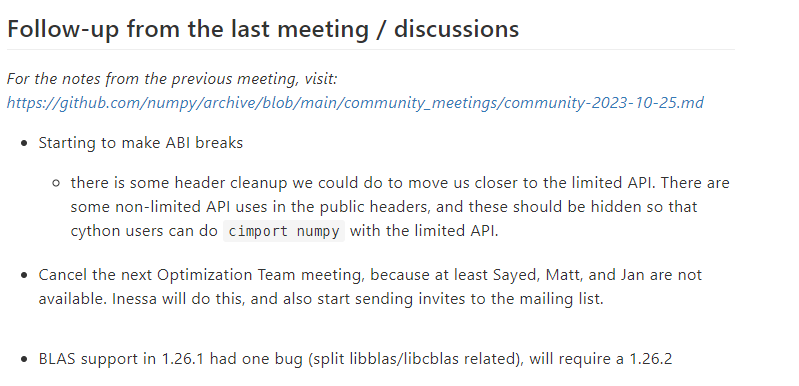 Follow-up from the last meeting / discussions
For the notes from the previous meeting, visit:
https://github.com/numpy/archive/blob/main/community_meetings/community-2023-10-25.md
• Starting to make ABI breaks
◦ there is some header cleanup we could do to move us closer to the limited API. There are
some non-limited API uses in the public headers, and these should be hidden so that
cython users can do cimport numpy with the limited API.
• Cancel the next Optimization Team meeting, because at least Sayed, Matt, and Jan are not
available. Inessa will do this, and also start sending invites to the mailing list.
• BLAS support in 1.26.1 had one bug (split libblas/libcblas related), will require a 1.26.2